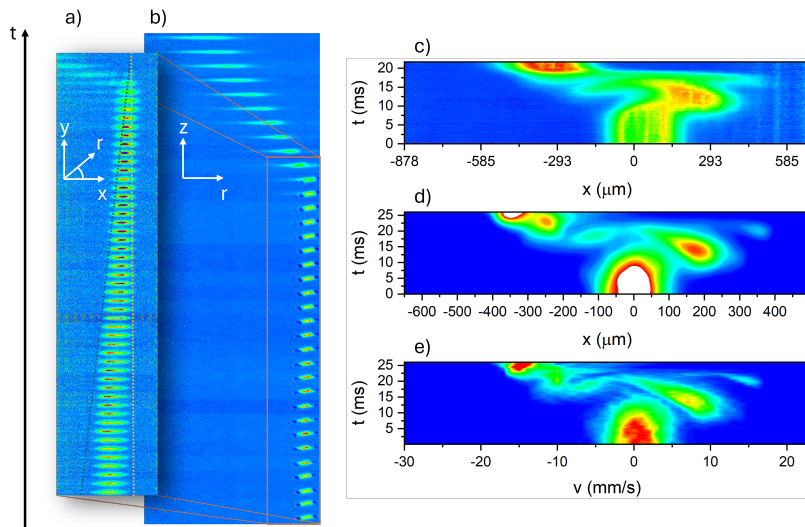 t
a)
b)
y
r
x
z
r
c)
t (ms)
20
15
10
5
0
-878 -585 -293 0 293 585
x (μm)
d)
t (ms)
25
20
15
10
5
0
-600 -500 -400 -300 -200 -100 0 100 200 300 400
x (μm)
e)
t (ms)
25
20
15
10
5
-30 -20 -10 0 10 20
v (mm/s)